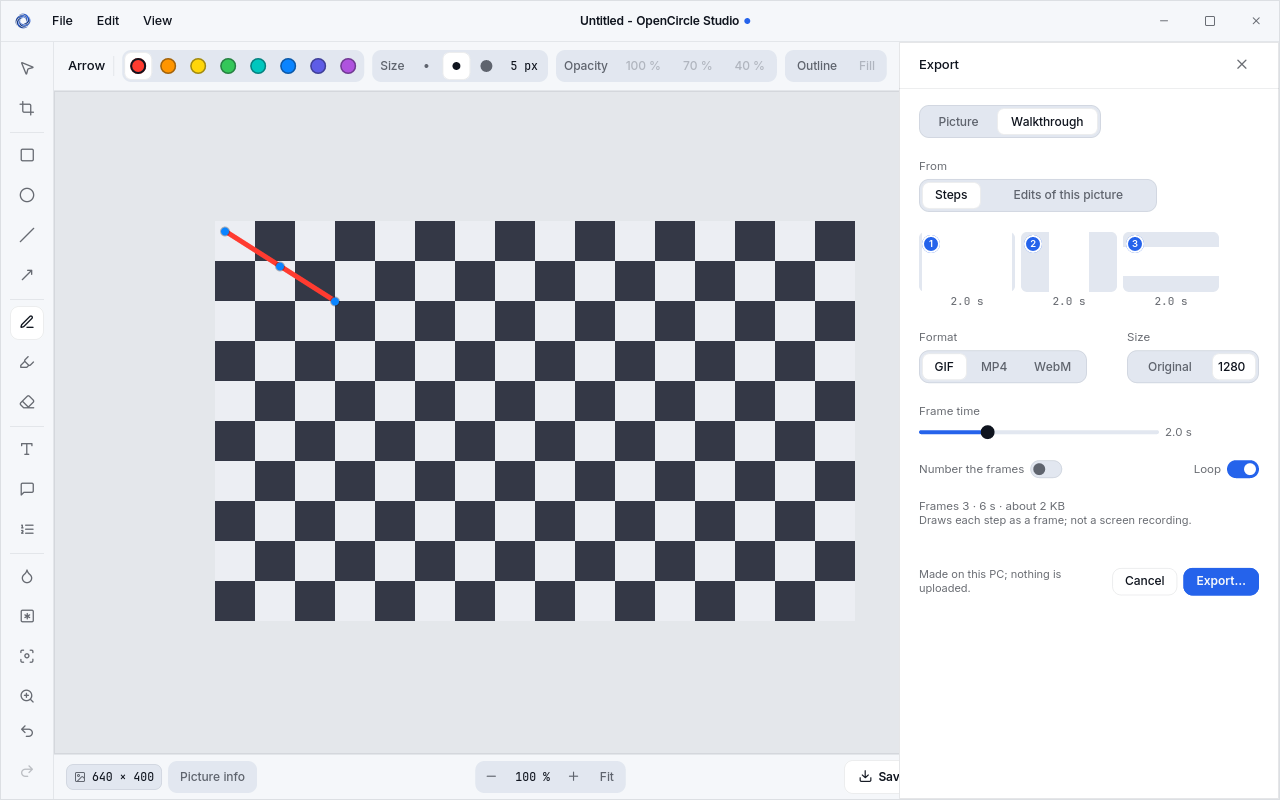 File Edit View
Untitled - OpenCircle Studio
Arrow
Size
5 px
Opacity 100 % 70 % 40 %
Outline Fill
Export
Picture Walkthrough
From
Steps Edits of this picture
1 2 3
2.0 s 2.0 s 2.0 s
Format Size
GIF MP4 WebM Original 1280
Frame time
2.0 s
Number the frames Loop
Frames 3 · 6 s · about 2 KB
Draws each step as a frame; not a screen recording.
Made on this PC; nothing is
uploaded.
Cancel Export...
640 × 400 Picture info
100 % Fit
Sav